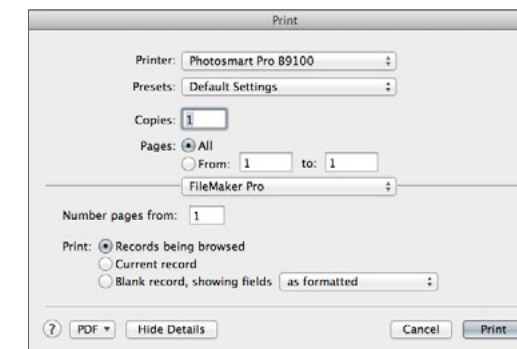 Print
Printer: Photosmart Pro B9100
Presets: Default Settings
Copies: 1
Pages: All
From: 1 to: 1
FileMaker Pro
Number pages from: 1
Print: Records being browsed
Current record
Blank record, showing fields as formatted
? PDF Hide Details Cancel Print